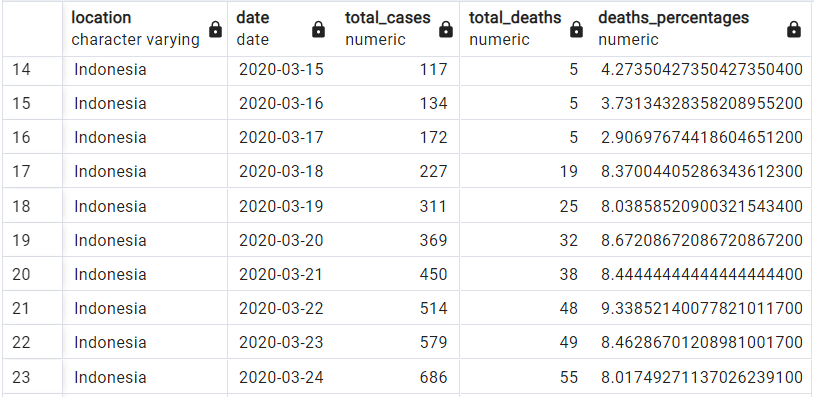 location date total_cases total_deaths deaths_percentages
character varying date numeric numeric numeric
14 Indonesia 2020-03-15 117 5 4.27350427350427350400
15 Indonesia 2020-03-16 134 5 3.73134328358208955200
16 Indonesia 2020-03-17 172 5 2.90697674418604651200
17 Indonesia 2020-03-18 227 19 8.37004405286343612300
18 Indonesia 2020-03-19 311 25 8.03858520900321543400
19 Indonesia 2020-03-20 369 32 8.67208672086720867200
20 Indonesia 2020-03-21 450 38 8.44444444444444444400
21 Indonesia 2020-03-22 514 48 9.33852140077821011700
22 Indonesia 2020-03-23 579 49 8.46286701208981001700
23 Indonesia 2020-03-24 686 55 8.01749271137026239100